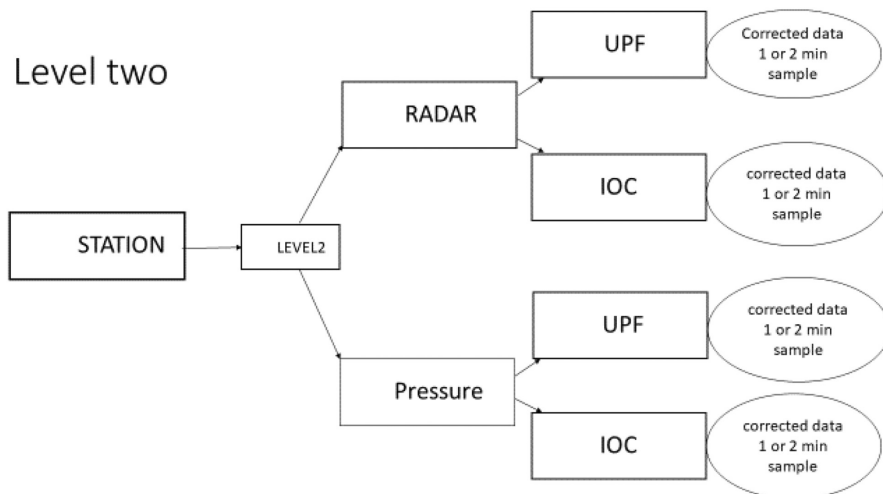 Level two
STATION
LEVEL2
RADAR
UPF
Corrected data
1 or 2 min
sample
IOC
corrected data
1 or 2 min
sample
Pressure
UPF
corrected data
1 or 2 min
sample
IOC
corrected data
1 or 2 min
sample